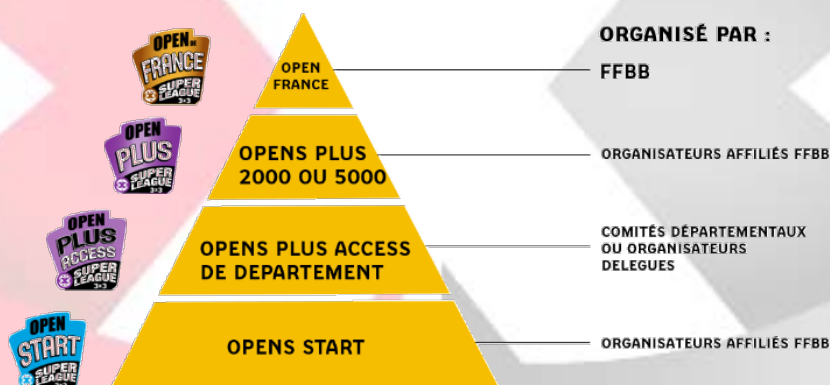 ORGANISÉ PAR :
OPEN DE
FRANCE
SUPER
LEAGUE
3x3
OPEN
FRANCE
FFBB
OPEN
PLUS
SUPER
LEAGUE
3x3
OPENS PLUS
2000 OU 5000
ORGANISATEURS AFFILIÉS FFBB
OPEN
PLUS
ACCESS
SUPER
LEAGUE
3x3
OPENS PLUS ACCESS
DE DEPARTEMENT
COMITÉS DÉPARTEMENTAUX
OU ORGANISATEURS
DELEGUES
OPEN
START
SUPER
LEAGUE
OPENS START
ORGANISATEURS AFFILIÉS FFBB